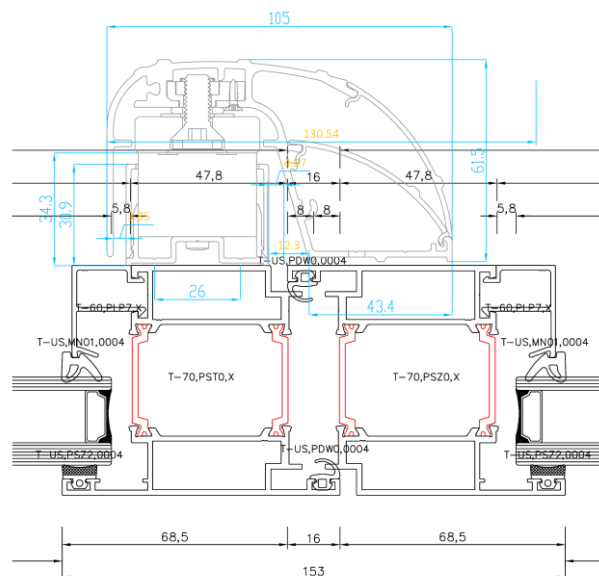 105
130.54
4.07
61.5
47,8
16
47,8
34.3
30.9
5,8
8
8
5,8
12.3
T-US,PDW0,0004
26
43.4
T-60,PLP7,X
T-60,PLP7,X
T-US,MN01,0004
T-US,MN01,0004
T-70,PST0,X
T-70,PSZ0,X
T-US,PSZ2,0004
T-US,PDW0,0004
T-US,PSZ2,0004
68,5
16
68,5
153